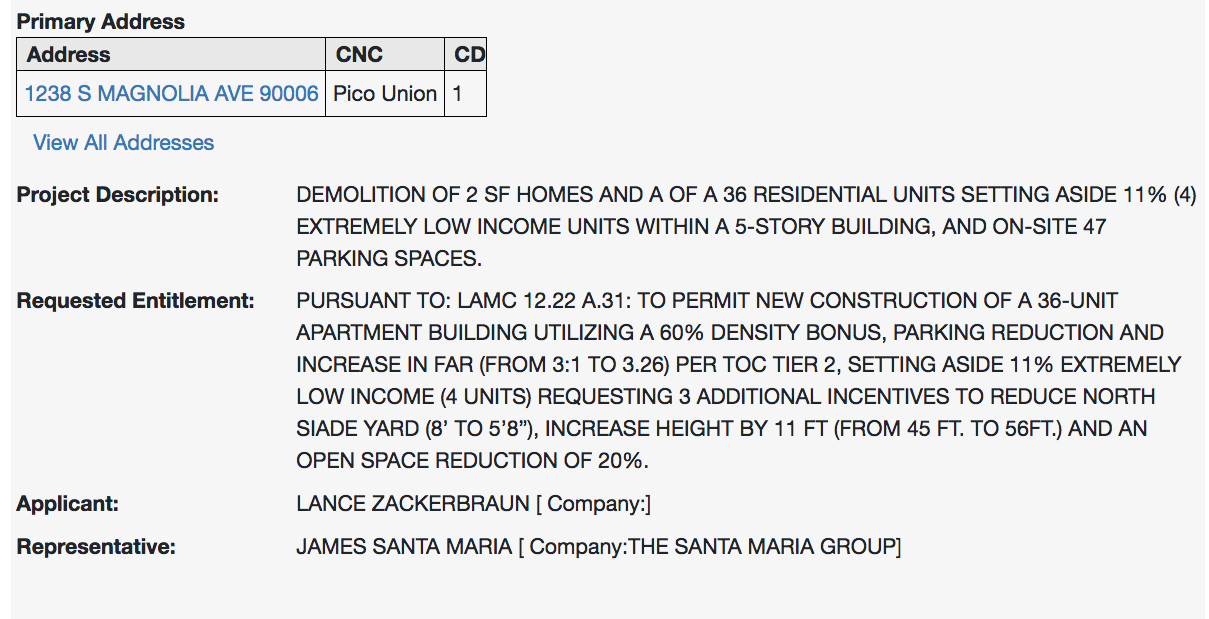 Primary Address
Address CNC CD
1238 S MAGNOLIA AVE 90006 Pico Union 1
View All Addresses
Project Description: DEMOLITION OF 2 SF HOMES AND A OF A 36 RESIDENTIAL UNITS SETTING ASIDE 11% (4)
EXTREMELY LOW INCOME UNITS WITHIN A 5-STORY BUILDING, AND ON-SITE 47
PARKING SPACES.
Requested Entitlement: PURSUANT TO: LAMC 12.22 A.31: TO PERMIT NEW CONSTRUCTION OF A 36-UNIT
APARTMENT BUILDING UTILIZING A 60% DENSITY BONUS, PARKING REDUCTION AND
INCREASE IN FAR (FROM 3:1 TO 3.26) PER TOC TIER 2, SETTING ASIDE 11% EXTREMELY
LOW INCOME (4 UNITS) REQUESTING 3 ADDITIONAL INCENTIVES TO REDUCE NORTH
SIADE YARD (8’ TO 5’8”), INCREASE HEIGHT BY 11 FT (FROM 45 FT. TO 56FT.) AND AN
OPEN SPACE REDUCTION OF 20%.
Applicant: LANCE ZACKERBRAUN [ Company:]
Representative: JAMES SANTA MARIA [ Company:THE SANTA MARIA GROUP]